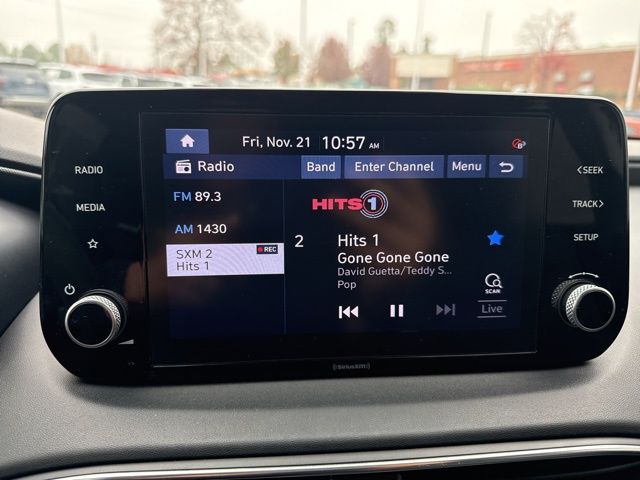 Fri, Nov. 21 10:57 AM
RADIO
MEDIA
Radio
Band
Enter Channel
Menu
FM 89.3
AM 1430
SXM 2 REC
Hits 1
HITS 1
2 Hits 1
Gone Gone Gone
David Guetta/Teddy S...
Pop
SCAN
Live
< SEEK
TRACK >
SETUP
((SiriusXM))